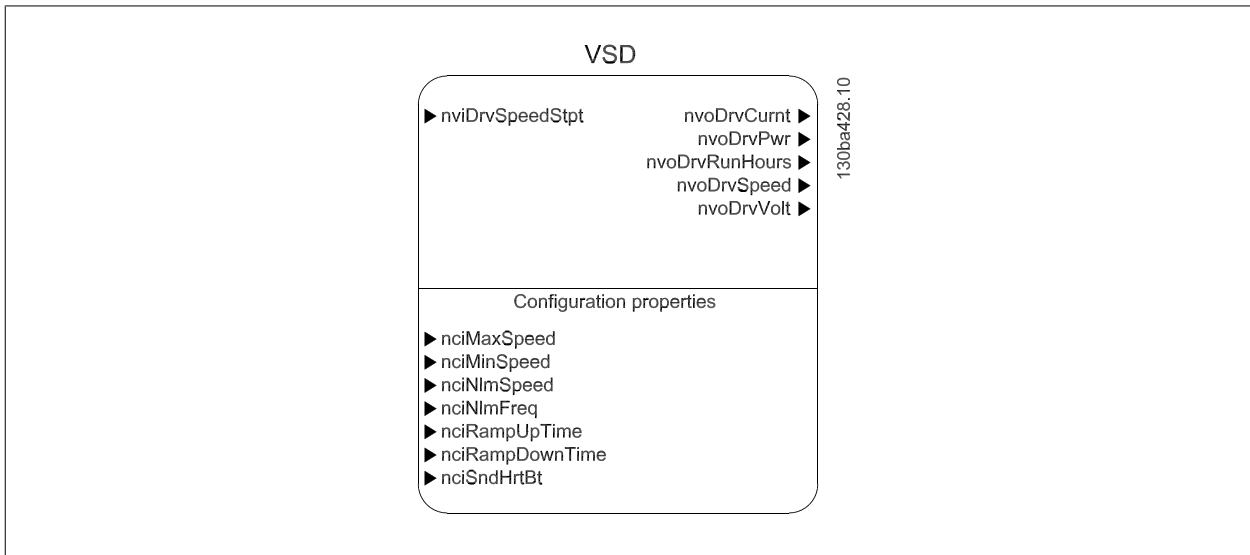 VSD
nviDrvSpeedStpt
nvoDrvCurnt
nvoDrvPwr
nvoDrvRunHours
nvoDrvSpeed
nvoDrvVolt
130ba428.10
Configuration properties
nciMaxSpeed
nciMinSpeed
nciNlmSpeed
nciNlmFreq
nciRampUpTime
nciRampDownTime
nciSndHrtBt